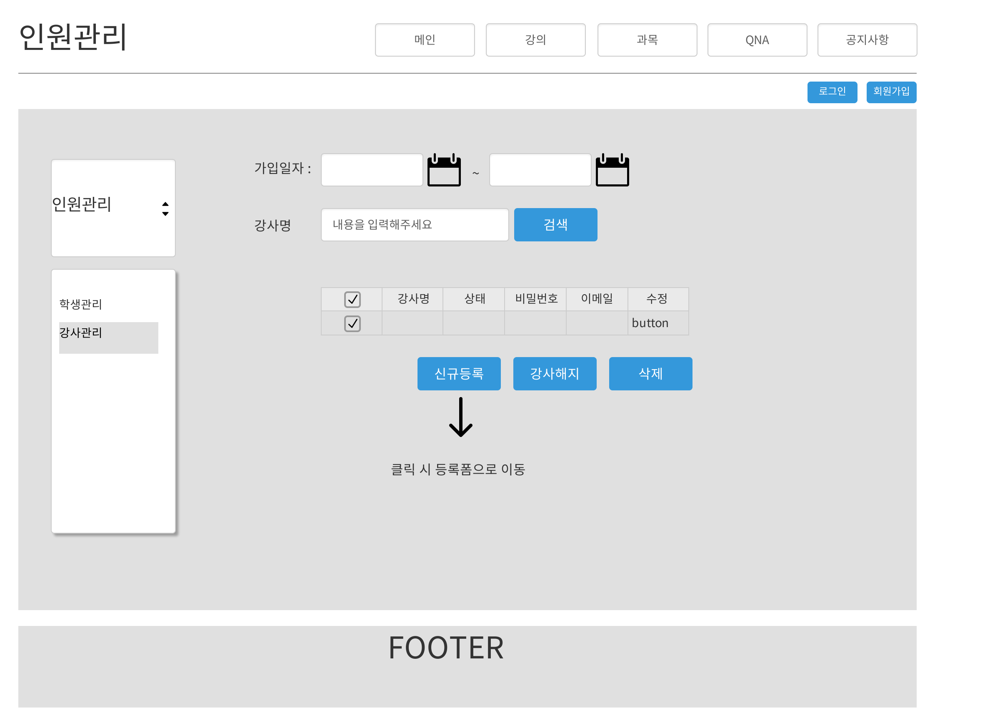 인원관리
메인 강의 과목 QNA 공지사항
로그인 회원가입
인원관리
학생관리
강사관리
가입일자 : ~
강사명 내용을 입력해주세요 검색
강사명 상태 비밀번호 이메일 수정
button
신규등록 강사해지 삭제
클릭 시 등록폼으로 이동
FOOTER